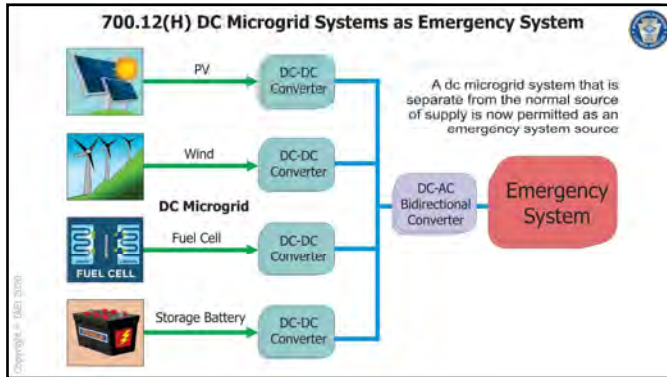 700.12(H) DC Microgrid Systems as Emergency System
PV
DC-DC
Converter
A dc microgrid system that is
separate from the normal source
of supply is now permitted as an
emergency system source
Wind
DC-DC
Converter
DC Microgrid
DC-AC
Bidirectional
Converter
Emergency
System
Fuel Cell
FUEL CELL
DC-DC
Converter
Storage Battery
DC-DC
Converter